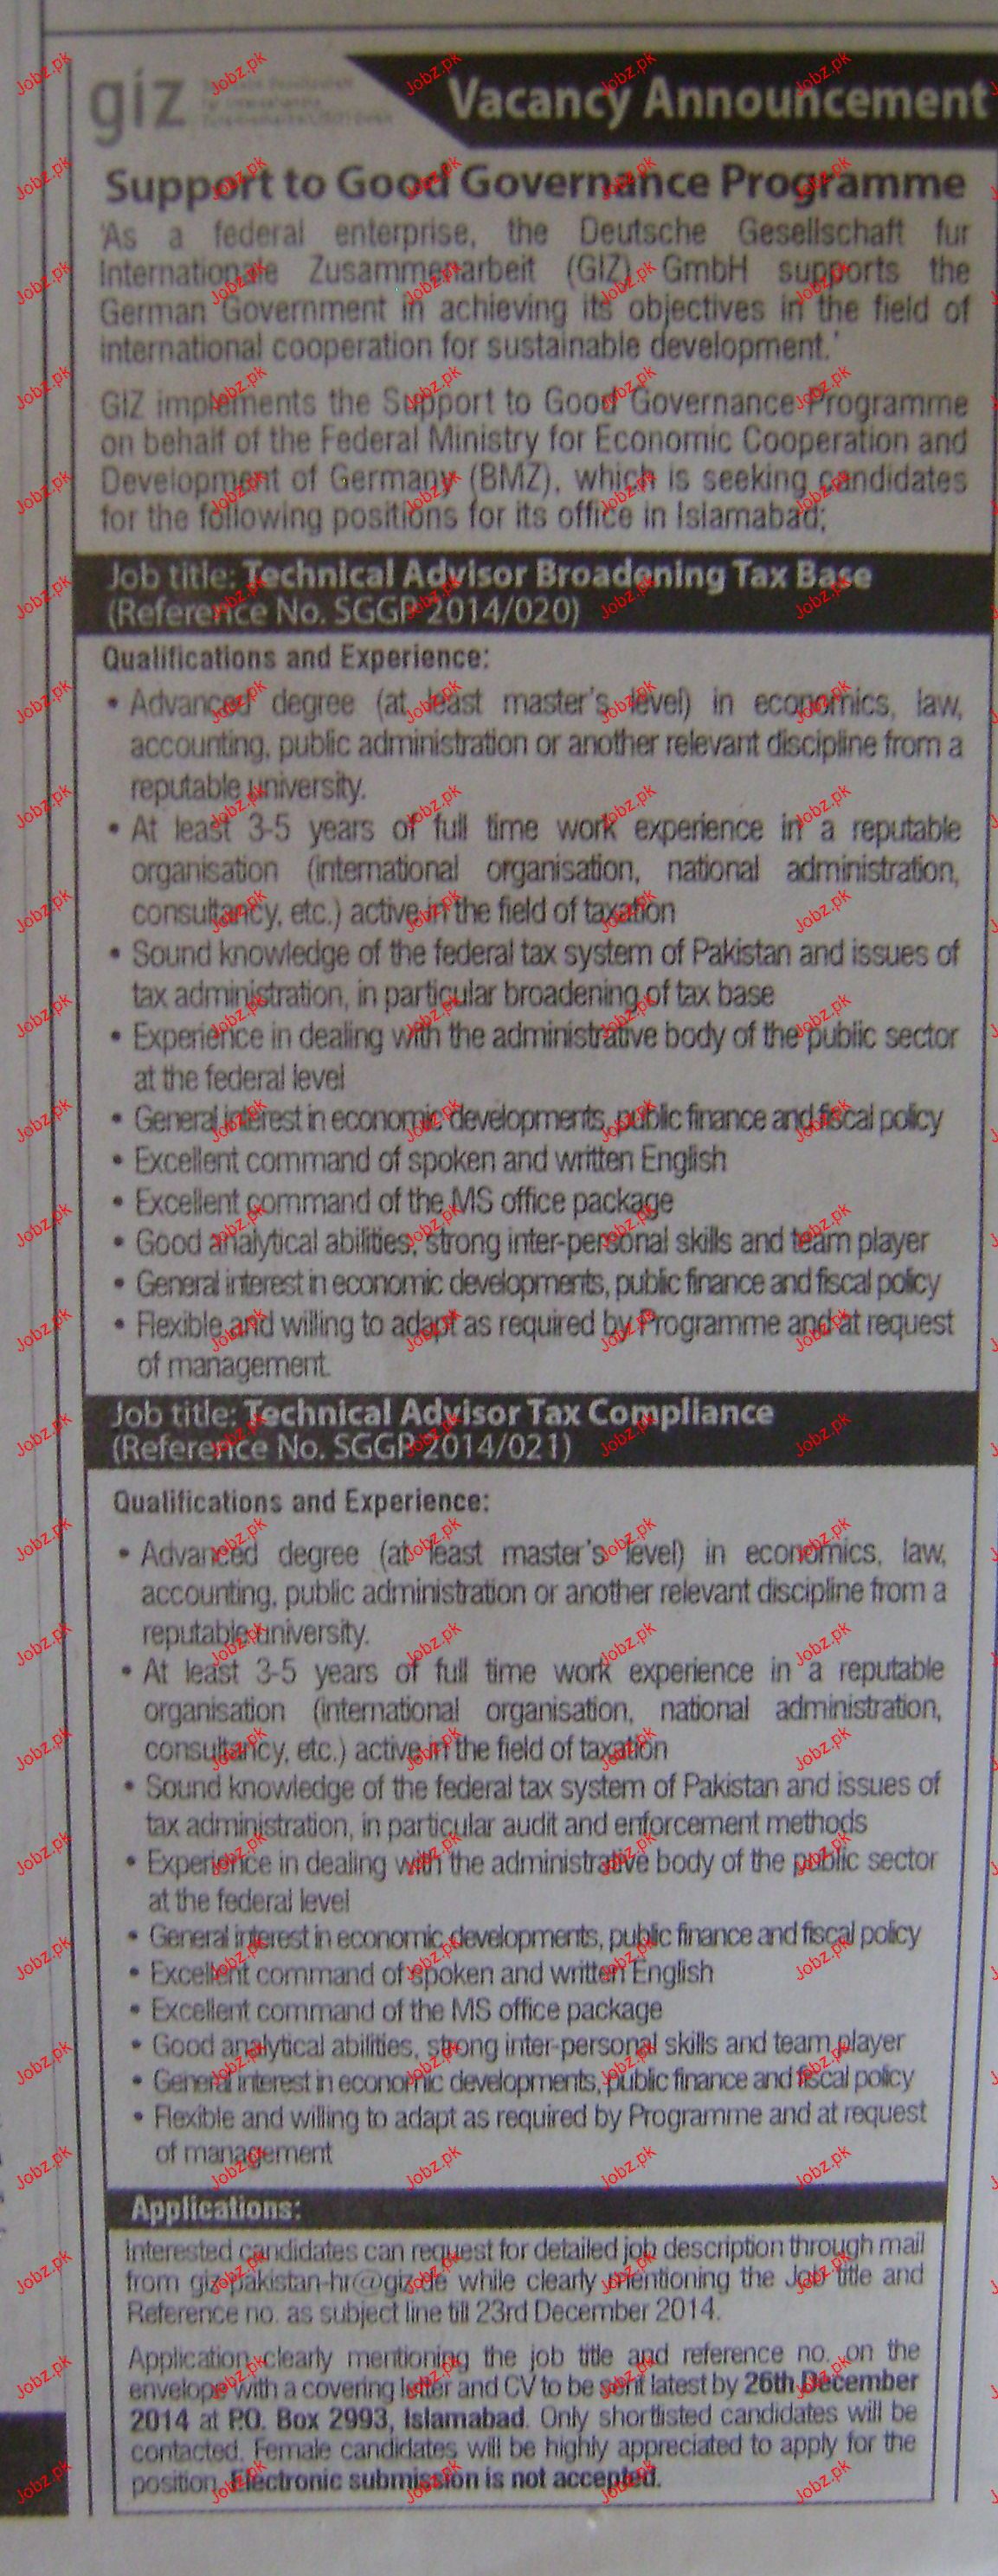 giz
Vacancy Announcement
Support to Good Governance Programme
'As a federal enterprise, the Deutsche Gesellschaft fur
Internationale Zusammenarbeit (GIZ) GmbH supports the
German Government in achieving its objectives in the field of
international cooperation for sustainable development.'
GIZ implements the Support to Good Governance Programme
on behalf of the Federal Ministry for Economic Cooperation and
Development of Germany (BMZ), which is seeking candidates
for the following positions for its office in Islamabad;
Job title: Technical Advisor Broadening Tax Base
(Reference No. SGGP 2014/020)
Qualifications and Experience:
• Advanced degree (at least master's level) in economics, law,
accounting, public administration or another relevant discipline from a
reputable university.
• At least 3-5 years of full time work experience in a reputable
organisation (international organisation, national administration,
consultancy, etc.) active in the field of taxation
• Sound knowledge of the federal tax system of Pakistan and issues of
tax administration, in particular broadening of tax base
• Experience in dealing with the administrative body of the public sector
at the federal level
• General interest in economic developments, public finance and fiscal policy
• Excellent command of spoken and written English
• Excellent command of the MS office package
• Good analytical abilities, strong inter-personal skills and team player
• General interest in economic developments, public finance and fiscal policy
• Flexible and willing to adapt as required by Programme and at request
of management.
Job title: Technical Advisor Tax Compliance
(Reference No. SGGP 2014/021)
Qualifications and Experience:
• Advanced degree (at least master's level) in economics, law,
accounting, public administration or another relevant discipline from a
reputable university.
• At least 3-5 years of full time work experience in a reputable
organisation (international organisation, national administration,
consultancy, etc.) active in the field of taxation
• Sound knowledge of the federal tax system of Pakistan and issues of
tax administration, in particular audit and enforcement methods
• Experience in dealing with the administrative body of the public sector
at the federal level
• General interest in economic developments, public finance and fiscal policy
• Excellent command of spoken and written English
• Excellent command of the MS office package
• Good analytical abilities, strong inter-personal skills and team player
• General interest in economic developments, public finance and fiscal policy
• Flexible and willing to adapt as required by Programme and at request
of management
Applications:
Interested candidates can request for detailed job description through mail
from giz-pakistan-hr@giz.de while clearly mentioning the Job title and
Reference no. as subject line till 23rd December 2014.
Application clearly mentioning the job title and reference no. on the
envelope with a covering letter and CV to be sent latest by 26th December
2014 at P.O. Box 2993, Islamabad. Only shortlisted candidates will be
contacted. Female candidates will be highly appreciated to apply for the
position. Electronic submission is not accepted.
Jobz.pk